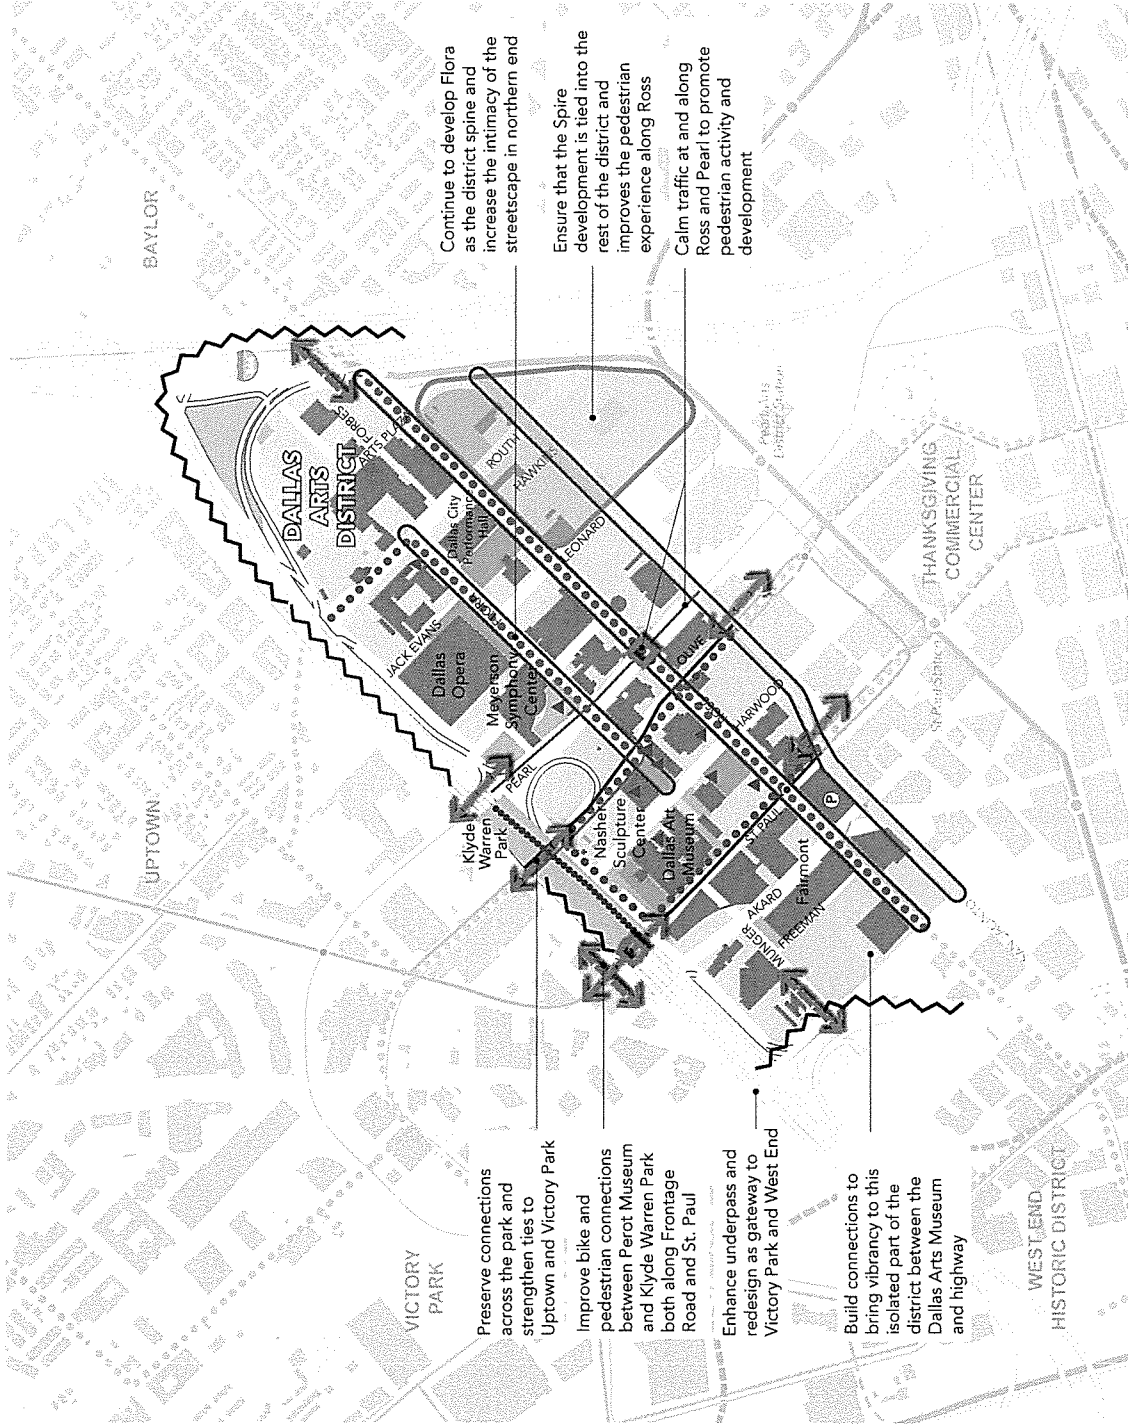 VICTORY
PARK
UPTOWN
BAYLOR
Preserve connections
across the park and
strengthen ties to
Uptown and Victory Park
Improve bike and
pedestrian connections
between Perot Museum
and Klyde Warren Park
both along Frontage
Road and St. Paul
Enhance underpass and
redesign as gateway to
Victory Park and West End
Build connections to
bring vibrancy to this
isolated part of the
district between the
Dallas Arts Museum
and highway
WEST END
HISTORIC DISTRICT
Continue to develop Flora
as the district spine and
increase the intimacy of the
streetscape in northern end
Ensure that the Spire
development is tied into the
rest of the district and
improves the pedestrian
experience along Ross
Calm traffic at and along
Ross and Pearl to promote
pedestrian activity and
development
DALLAS
ARTS
DISTRICT
FORBES
ARTS PLAZA
ROUTH
HAWKINS
LEONARD
Dallas City
Performance
Hall
JACK EVANS
FLORA
Dallas
Opera
Meyerson
Symphony
Center
PEARL
OLIVE
Klyde
Warren
Park
Nasher
Sculpture
Center
Dallas Art
Museum
HARWOOD
ST PAUL
P
AKARD
Fairmont
MUNGER
FREEMAN
THANKSGIVING
COMMERCIAL
CENTER